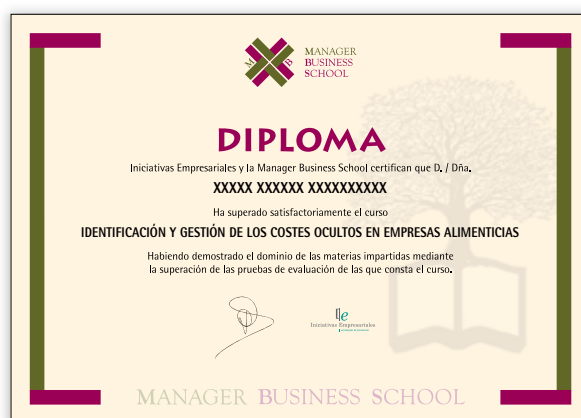 M B
MANAGER
BUSINESS
SCHOOL
DIPLOMA
Iniciativas Empresariales y la Manager Business School certifican que D. / Dña.
XXXXX XXXXXX XXXXXXXXXX
Ha superado satisfactoriamente el curso
IDENTIFICACIÓN Y GESTIÓN DE LOS COSTES OCULTOS EN EMPRESAS ALIMENTICIAS
Habiendo demostrado el dominio de las materias impartidas mediante
la superación de las pruebas de evaluación de las que consta el curso.
Ie
Iniciativas Empresariales
MANAGER BUSINESS SCHOOL